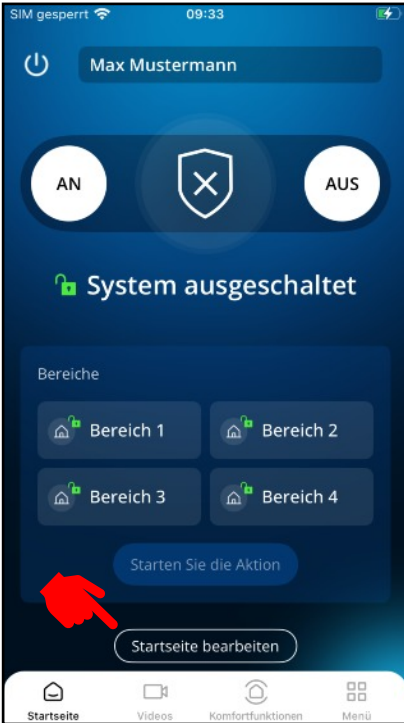 SIM gesperrt 09:33
Max Mustermann
AN AUS
System ausgeschaltet
Bereiche
Bereich 1 Bereich 2
Bereich 3 Bereich 4
Starten Sie die Aktion
Startseite bearbeiten
Startseite Videos Komfortfunktionen Menü